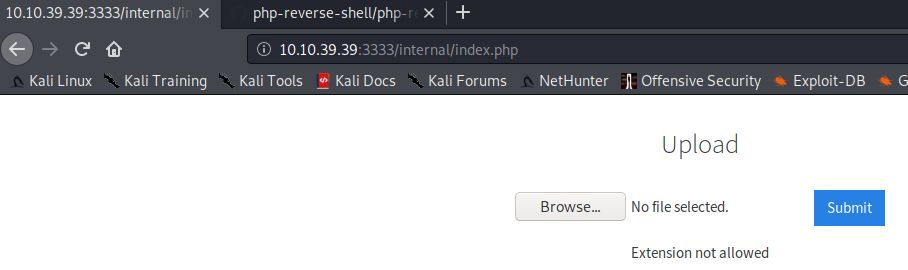 10.10.39.39:3333/internal/in
php-reverse-shell/php-re
10.10.39.39:3333/internal/index.php
Kali Linux Kali Training Kali Tools Kali Docs Kali Forums NetHunter Offensive Security Exploit-DB G
Upload
Browse... No file selected. Submit
Extension not allowed